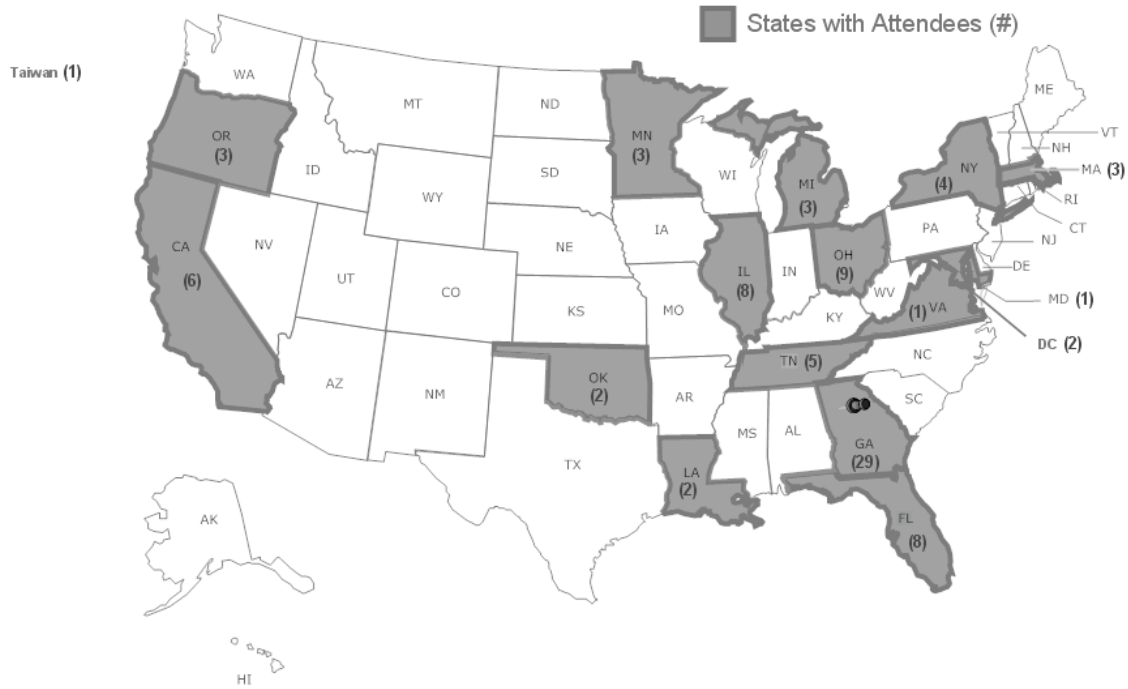 States with Attendees (#)
Taiwan (1)
WA
MT
ND
ME
OR
(3)
MN
(3)
VT
NH
ID
SD
WI
MI
(3)
NY
(4)
MA (3)
WY
RI
CT
IA
PA
NJ
NV
NE
CA
(6)
UT
CO
IL
(8)
IN
OH
(9)
DE
WV
MD (1)
KS
MO
KY
(1) VA
DC (2)
TN (5)
NC
AZ
NM
OK
(2)
AR
SC
MS
AL
GA
(29)
TX
LA
(2)
FL
(8)
AK
HI